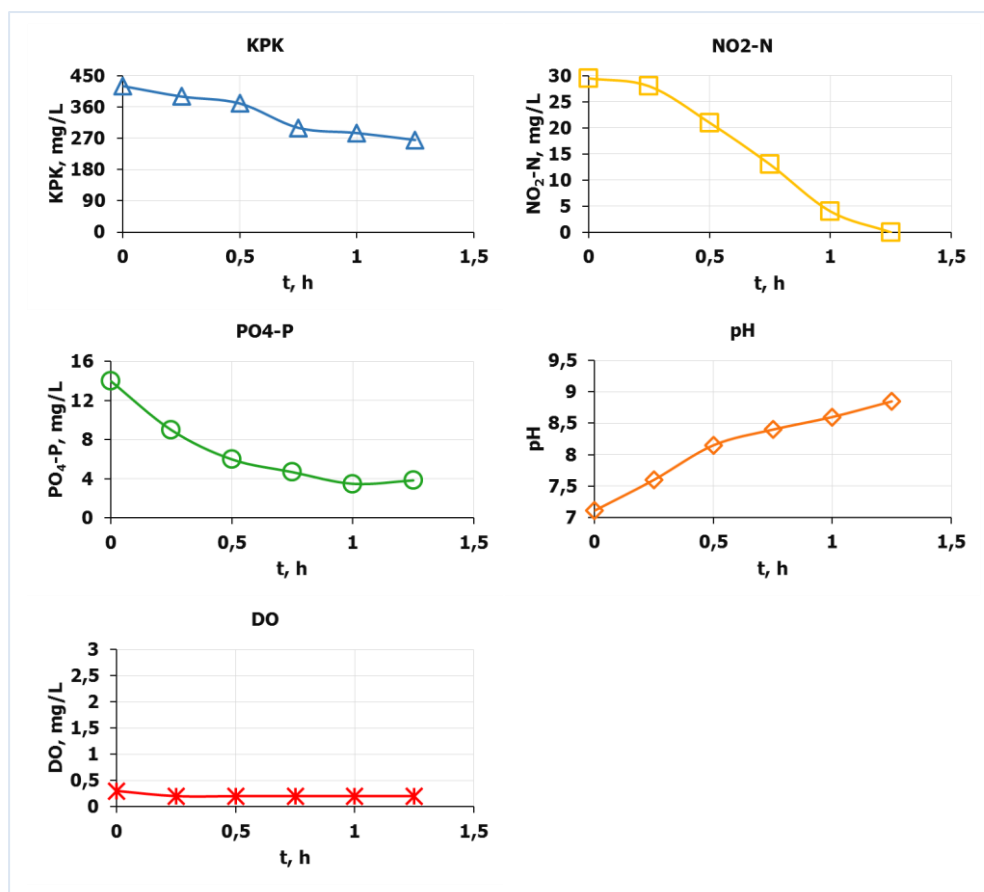 KPK
KPK, mg/L
450
360
270
180
90
0
0 0,5 1 1,5
t, h
NO2-N
NO₂-N, mg/L
30
25
20
15
10
5
0
0 0,5 1 1,5
t, h
PO4-P
PO₄-P, mg/L
16
12
8
4
0
0 0,5 1 1,5
t, h
pH
pH
9,5
9
8,5
8
7,5
7
0 0,5 1 1,5
t, h
DO
DO, mg/L
3
2,5
2
1,5
1
0,5
0
0 0,5 1 1,5
t, h